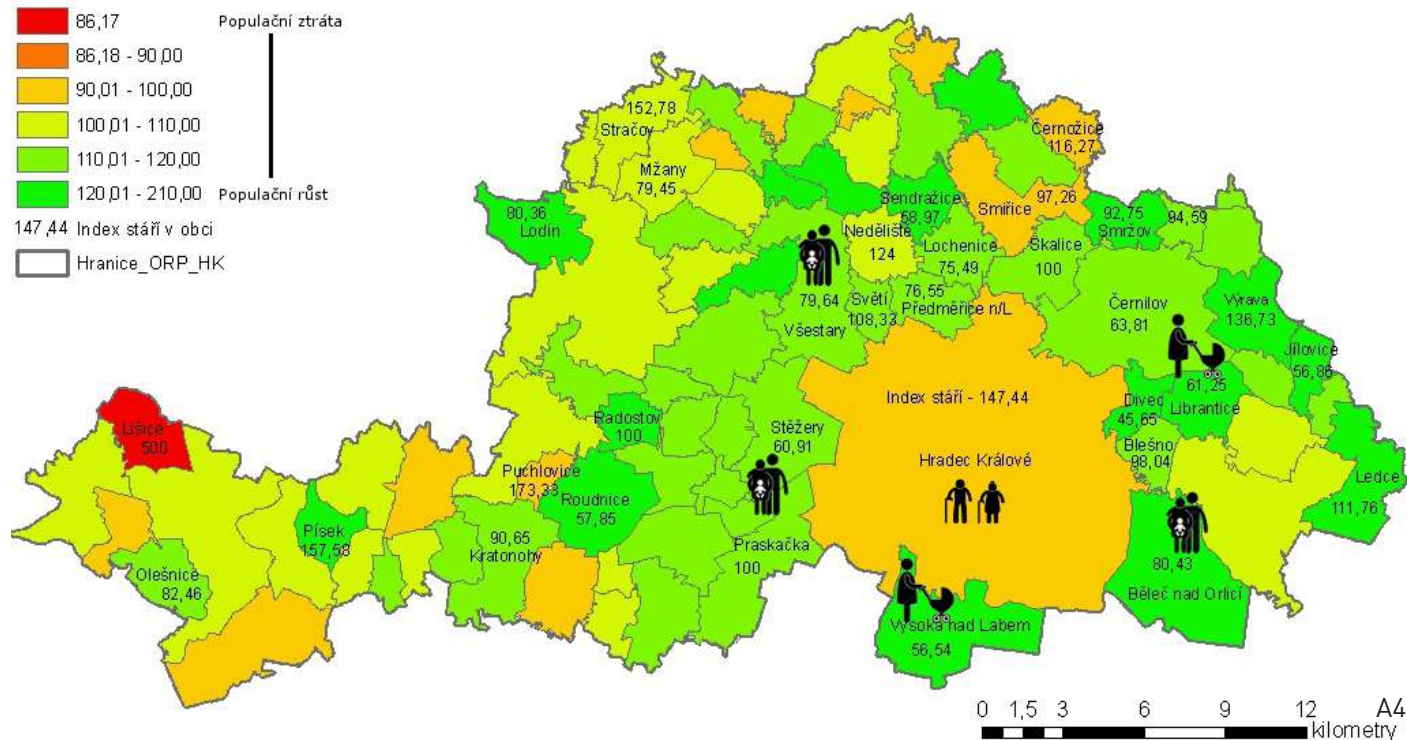 86,17 Populační ztráta
86,18 - 90,00
90,01 - 100,00
100,01 - 110,00
110,01 - 120,00
120,01 - 210,00 Populační růšt
147,44 Index stáří v obci
Hranice_ORP_HK
152,78
Stračov
Mžany
79,45
80,36
Lodín
Černožice
116,27
Sendražice
58,97
Smiřice
97,26
92,75
Smržov
94,59
Neděliště
124
Lochenice
75,49
Skalice
100
79,64
Všestary
Světí
108,33
76,55
Předměřice n/L
Černilov
63,81
Výrava
136,73
Jílovice
56,86
61,25
Librantice
Divec
45,65
Blešno
98,04
Ledce
111,76
Index stáří - 147,44
Hradec Králové
Lišice
500
Radostov
100
Stěžery
60,91
Puchlovice
173,33
Roudnice
57,85
Písek
157,58
90,65
Kratonohy
Praskačka
100
Olešnice
82,46
80,43
Běleč nad Orlicí
Vysoká nad Labem
56,54
0 1,5 3 6 9 12 A4
kilometry